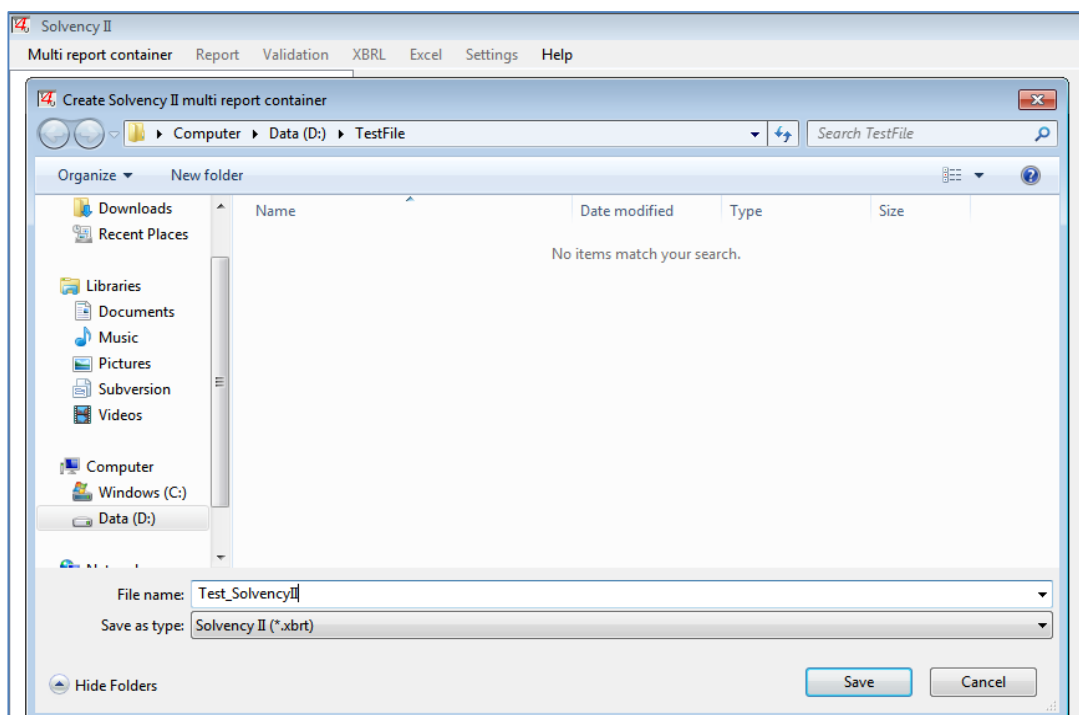 Solvency II
Multi report container Report Validation XBRL Excel Settings Help
Create Solvency II multi report container
Computer Data (D:) TestFile Search TestFile
Organize New folder
Downloads Name Date modified Type Size
Recent Places
No items match your search.
Libraries
Documents
Music
Pictures
Subversion
Videos
Computer
Windows (C:)
Data (D:)
File name: Test_SolvencyII
Save as type: Solvency II (*.xbrt)
Hide Folders Save Cancel